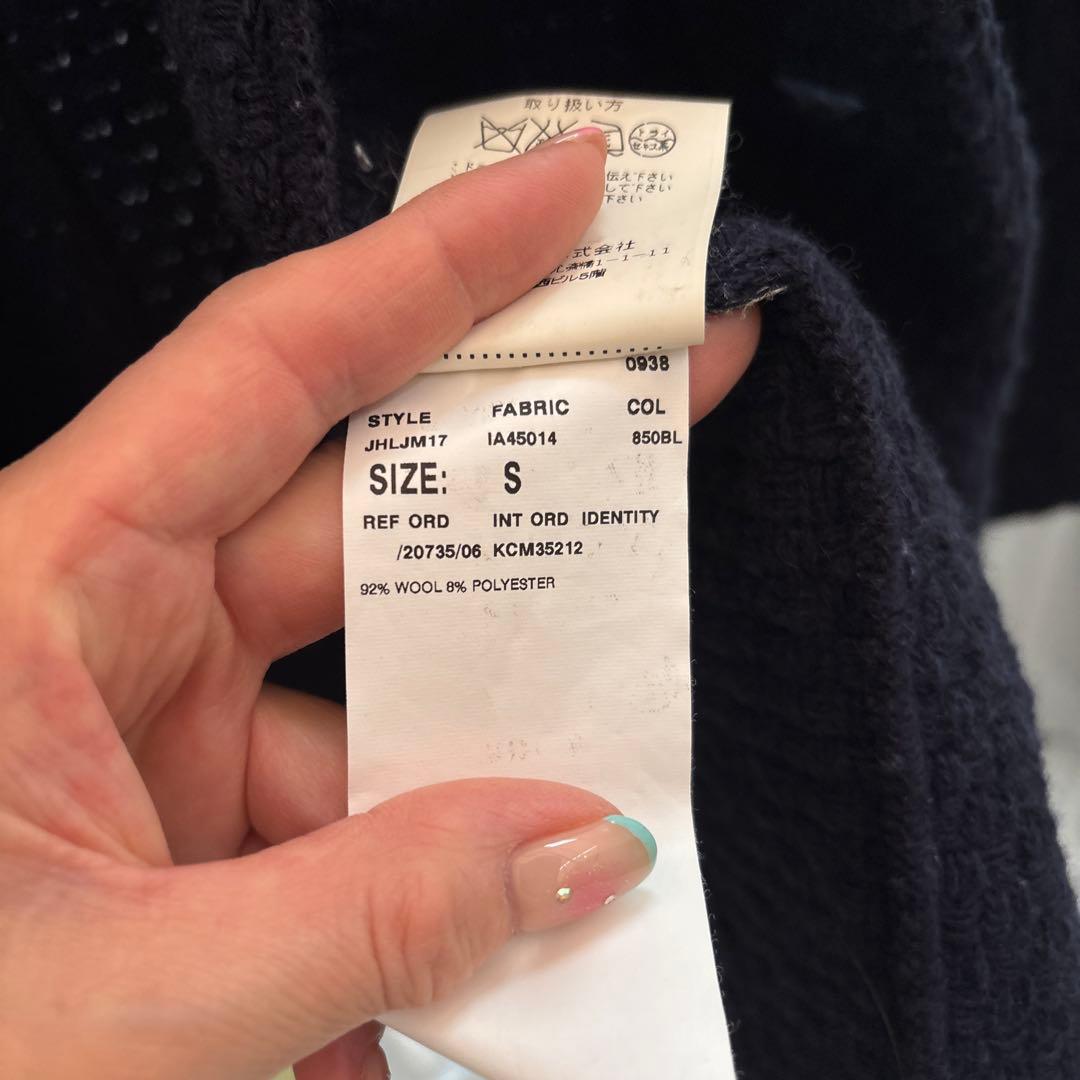 取り扱い方
ドライ
セキユ系
伝え下さい
して下さい
下さい
式会社
1-1-11
西ビル5階
0938
STYLE FABRIC COL
JHLJM17 IA45014 850BL
SIZE: S
REF ORD INT ORD IDENTITY
/20735/06 KCM35212
92% WOOL 8% POLYESTER